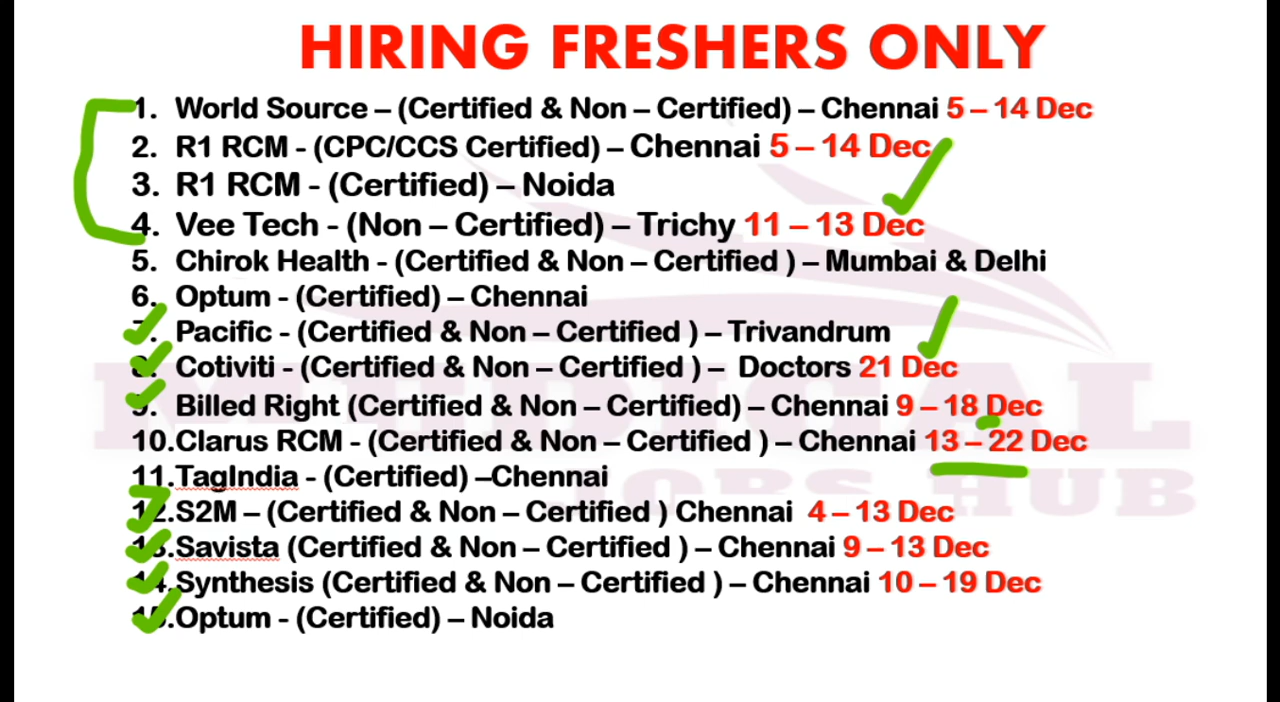 HIRING FRESHERS ONLY
1. World Source – (Certified & Non – Certified) – Chennai 5 – 14 Dec
2. R1 RCM - (CPC/CCS Certified) – Chennai 5 – 14 Dec
3. R1 RCM - (Certified) – Noida
4. Vee Tech - (Non – Certified) – Trichy 11 – 13 Dec
5. Chirok Health - (Certified & Non – Certified ) – Mumbai & Delhi
6. Optum - (Certified) – Chennai
7. Pacific - (Certified & Non – Certified ) – Trivandrum
8. Cotiviti - (Certified & Non – Certified ) – Doctors 21 Dec
9. Billed Right (Certified & Non – Certified) – Chennai 9 – 18 Dec
10.Clarus RCM - (Certified & Non – Certified ) – Chennai 13 – 22 Dec
11.TagIndia - (Certified) –Chennai
12.S2M – (Certified & Non – Certified ) Chennai 4 – 13 Dec
13.Savista (Certified & Non – Certified ) – Chennai 9 – 13 Dec
14.Synthesis (Certified & Non – Certified ) – Chennai 10 – 19 Dec
15.Optum - (Certified) – Noida
MEDICAL
JOBS HUB